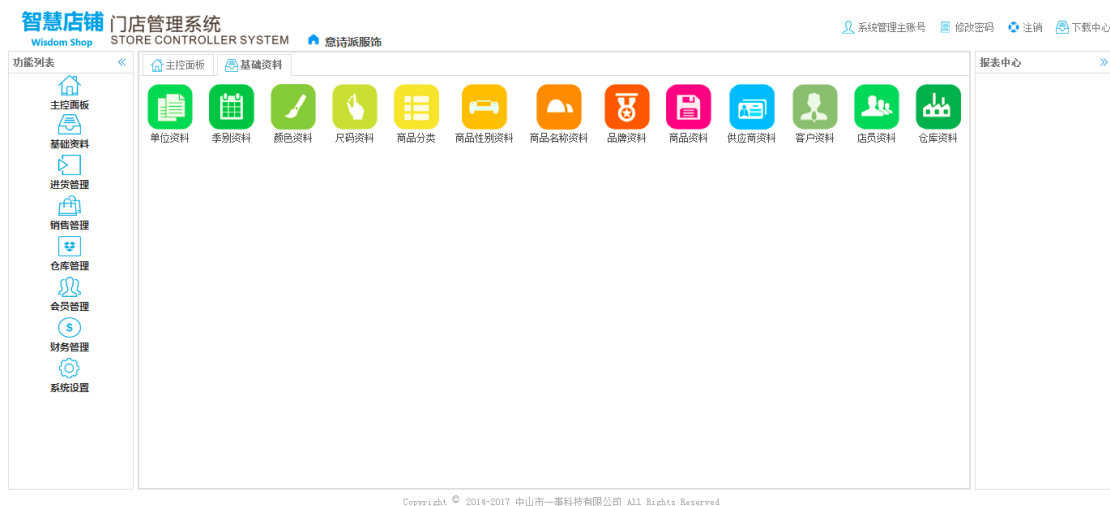 智慧店铺 门店管理系统
Wisdom Shop STORE CONTROLLER SYSTEM 意诗派服饰
系统管理主账号 修改密码 注销 下载中心
功能列表
主控面板
基础资料
进货管理
销售管理
仓库管理
会员管理
财务管理
系统设置
主控面板 基础资料
单位资料 季别资料 颜色资料 尺码资料 商品分类 商品性别资料 商品名称资料 品牌资料 商品资料 供应商资料 客户资料 店员资料 仓库资料
报表中心
Copyright © 2014-2017 中山市一事科技有限公司 All Rights Reserved